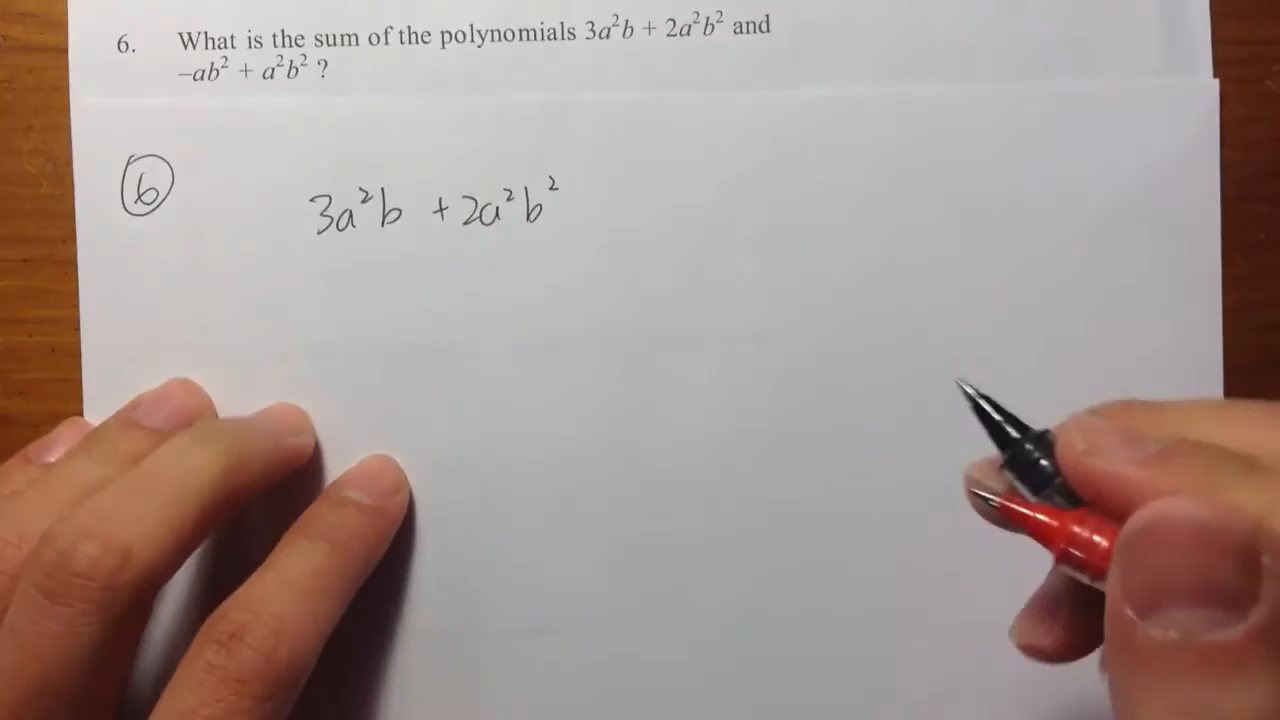 6. What is the sum of the polynomials 3a²b + 2a²b² and
–ab² + a²b² ?
6 3a²b + 2a²b²